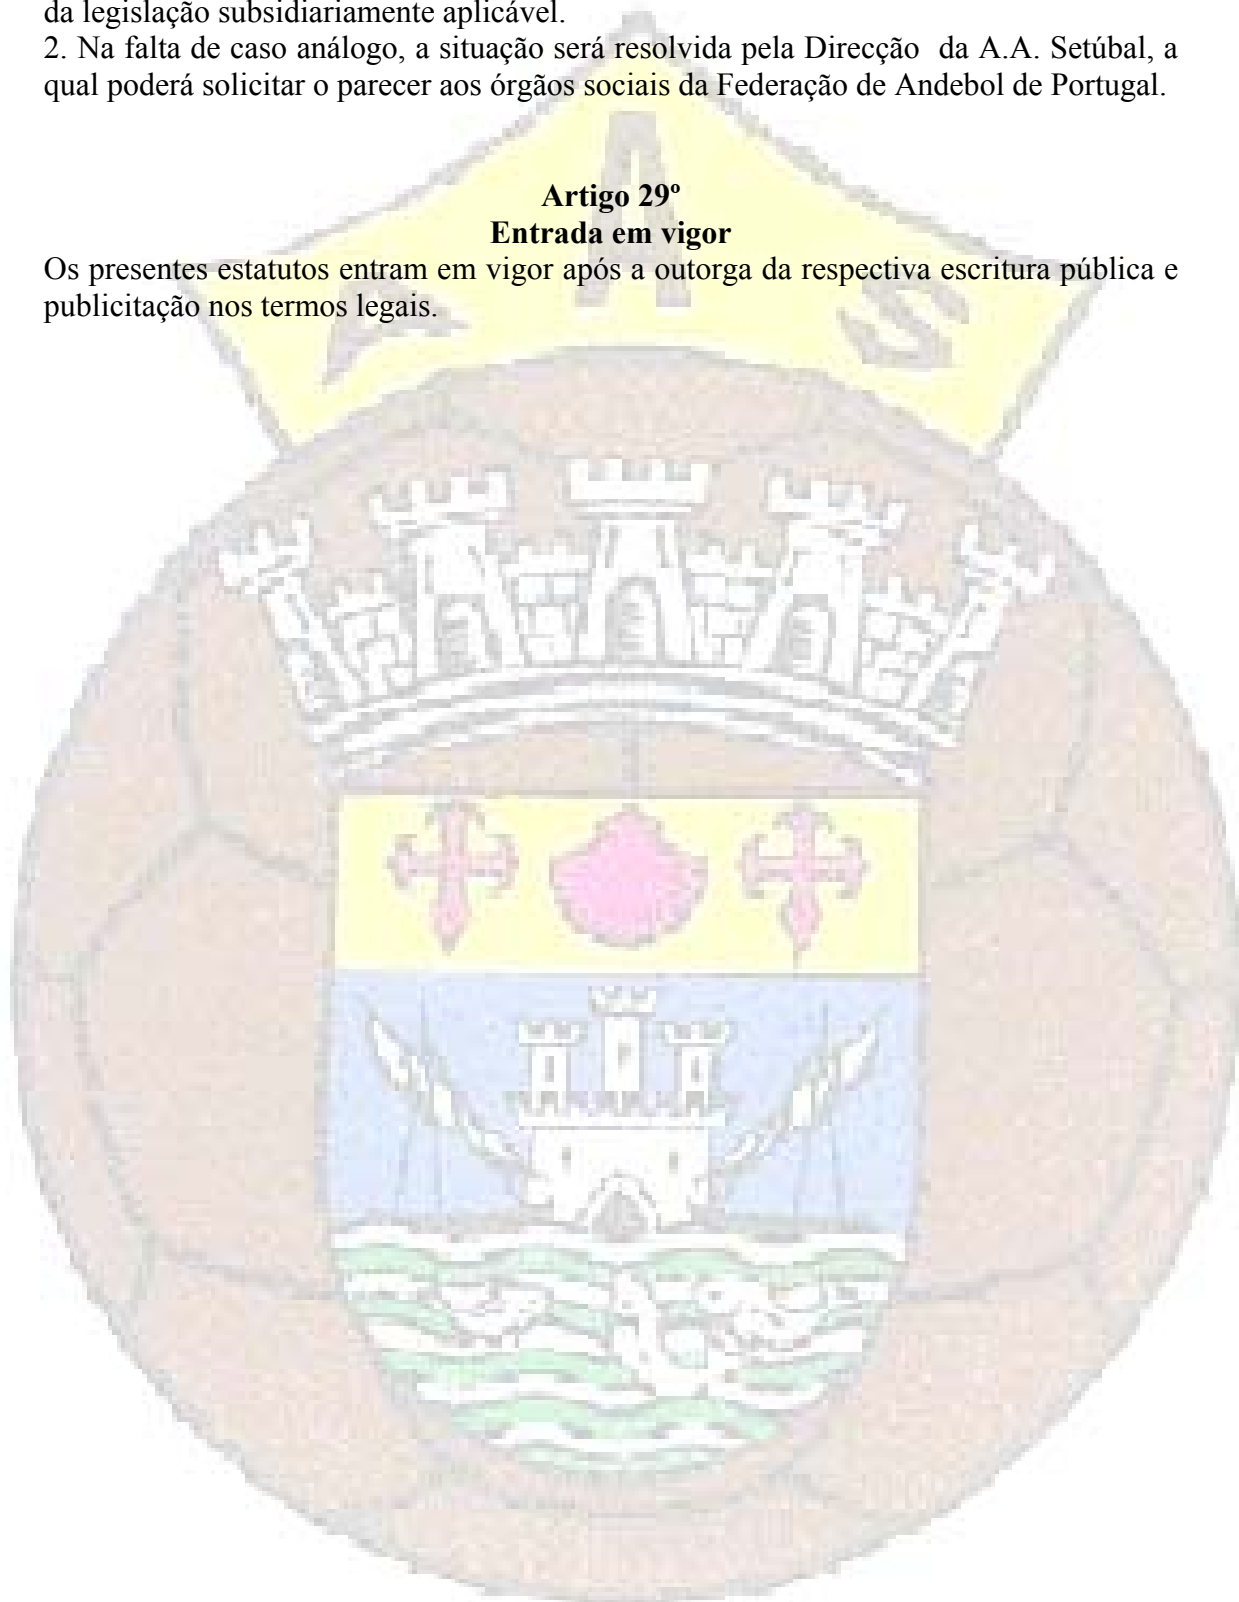 da legislação subsidiariamente aplicável.
2. Na falta de caso análogo, a situação será resolvida pela Direcção  da A.A. Setúbal, a
qual poderá solicitar o parecer aos órgãos sociais da Federação de Andebol de Portugal.
Artigo 29º
Entrada em vigor
Os presentes estatutos entram em vigor após a outorga da respectiva escritura pública e
publicitação nos termos legais.
A A S